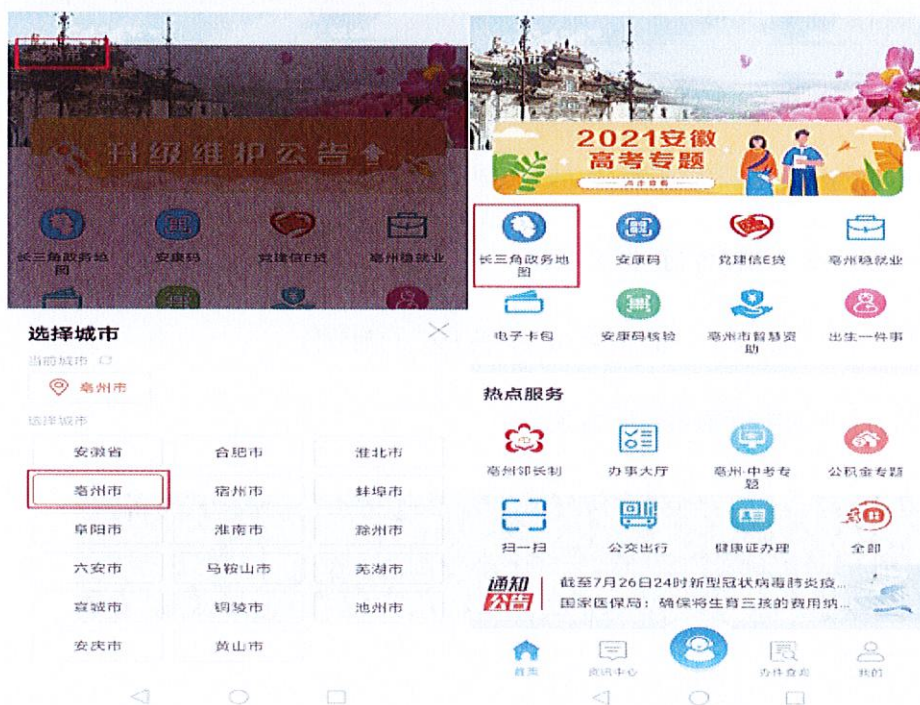 亳州市
升级维护公告
长三角政务地图
安康码
党建信E贷
亳州稳就业
选择城市
当前城市
亳州市
选择城市
安徽省
合肥市
淮北市
亳州市
宿州市
蚌埠市
阜阳市
淮南市
滁州市
六安市
马鞍山市
芜湖市
宣城市
铜陵市
池州市
安庆市
黄山市
2021安徽
高考专题
点击查看
长三角政务地
图
安康码
党建信E贷
亳州稳就业
电子卡包
安康码核验
亳州市智慧资
助
出生一件事
热点服务
亳州邻长制
办事大厅
亳州·中考专
题
公积金专题
扫一扫
公交出行
健康证办理
全部
通知
公告
截至7月26日24时新型冠状病毒肺炎疫...
国家医保局：确保将生育三孩的费用纳...
首页
资讯中心
办件查询
我的